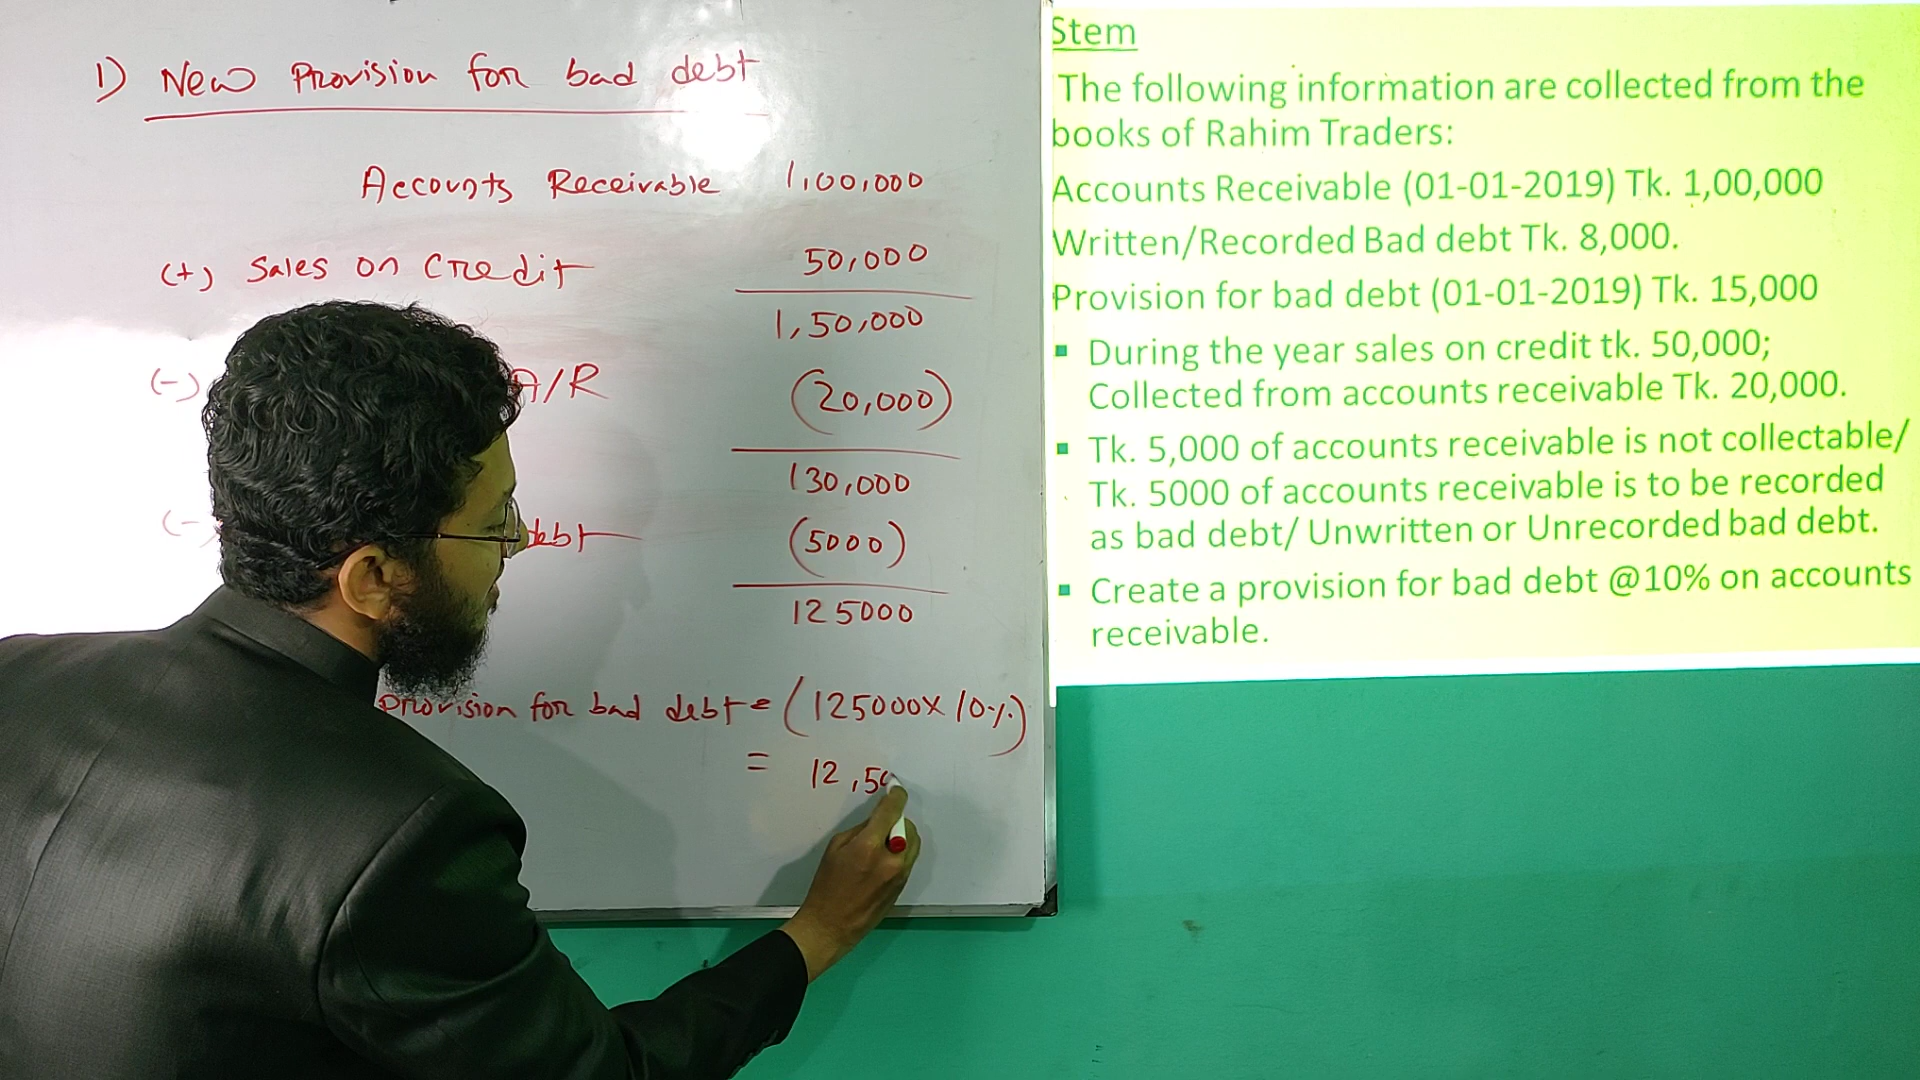 1) New Provision for bad debt
Accounts Receivable 1,00,000
(+) Sales on Credit 50,000
1,50,000
(-) A/R (20,000)
130,000
(-) debt (5000)
125000
Provision for bad debt = (125000X10%)
= 12,50
Stem
The following information are collected from the
books of Rahim Traders:
Accounts Receivable (01-01-2019) Tk. 1,00,000
Written/Recorded Bad debt Tk. 8,000.
Provision for bad debt (01-01-2019) Tk. 15,000
▪ During the year sales on credit tk. 50,000;
Collected from accounts receivable Tk. 20,000.
▪ Tk. 5,000 of accounts receivable is not collectable/
Tk. 5000 of accounts receivable is to be recorded
as bad debt/ Unwritten or Unrecorded bad debt.
▪ Create a provision for bad debt @10% on accounts
receivable.